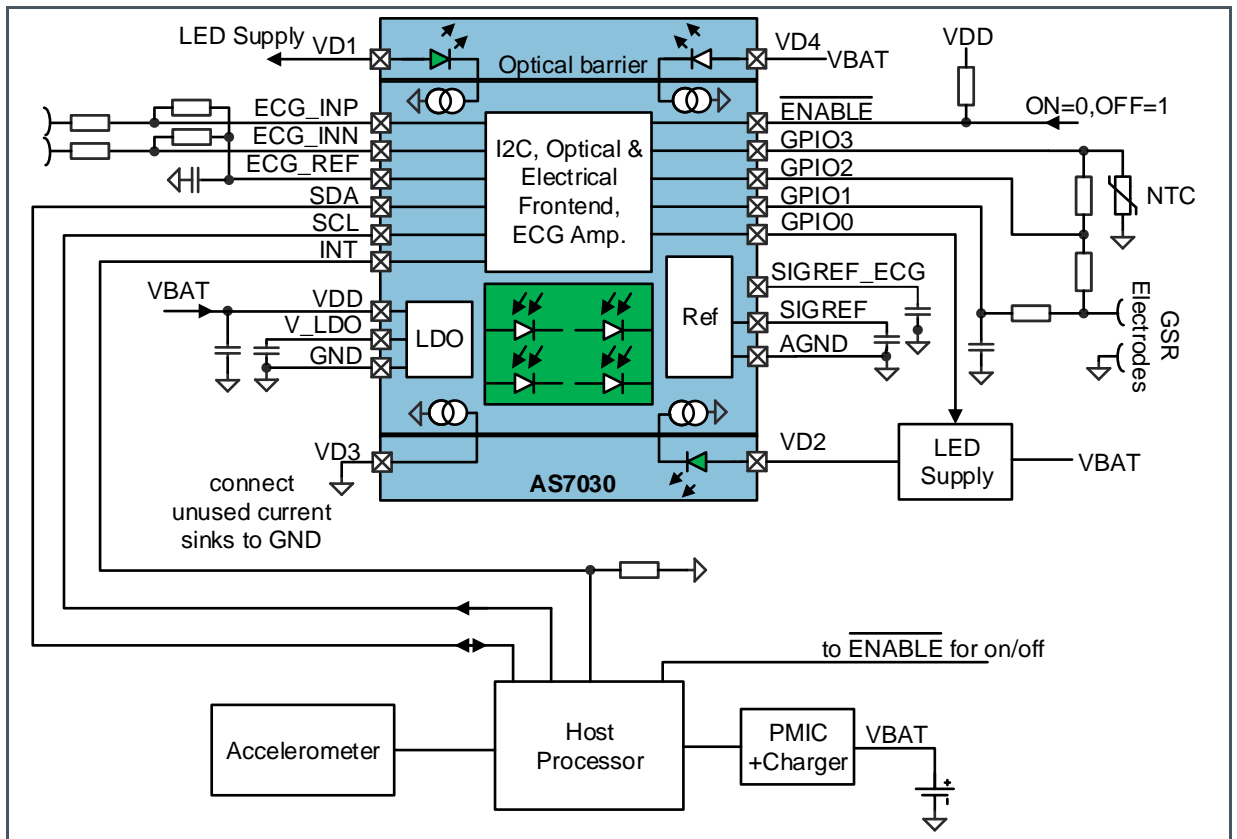 LED Supply
VD1
VD4
VBAT
Optical barrier
VDD
ECG_INP
ENABLE
ON=0,OFF=1
ECG_INN
GPIO3
ECG_REF
GPIO2
SDA
GPIO1
SCL
GPIO0
INT
I2C, Optical &
Electrical
Frontend,
ECG Amp.
NTC
VBAT
VDD
V_LDO
GND
LDO
Ref
SIGREF_ECG
SIGREF
AGND
GSR
Electrodes
VD3
VD2
LED
Supply
VBAT
AS7030
connect
unused current
sinks to GND
to ENABLE for on/off
Accelerometer
Host
Processor
PMIC
+Charger
VBAT
+
-